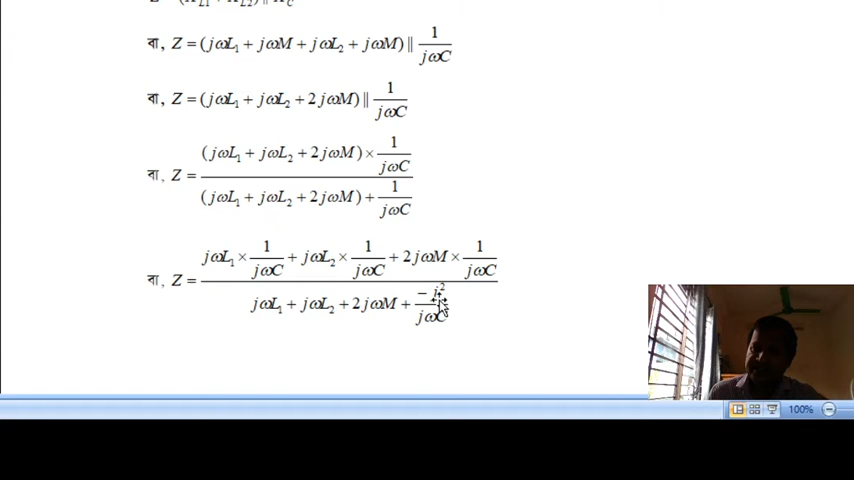 বা, Z = (jωL₁ + jωM + jωL₂ + jωM) || 1/jωC
বা, Z = (jωL₁ + jωL₂ + 2jωM) || 1/jωC
বা, Z = (jωL₁ + jωL₂ + 2jωM) × 1/jωC / (jωL₁ + jωL₂ + 2jωM) + 1/jωC
বা, Z = jωL₁ × 1/jωC + jωL₂ × 1/jωC + 2jωM × 1/jωC / jωL₁ + jωL₂ + 2jωM + −j²/jωC
100%